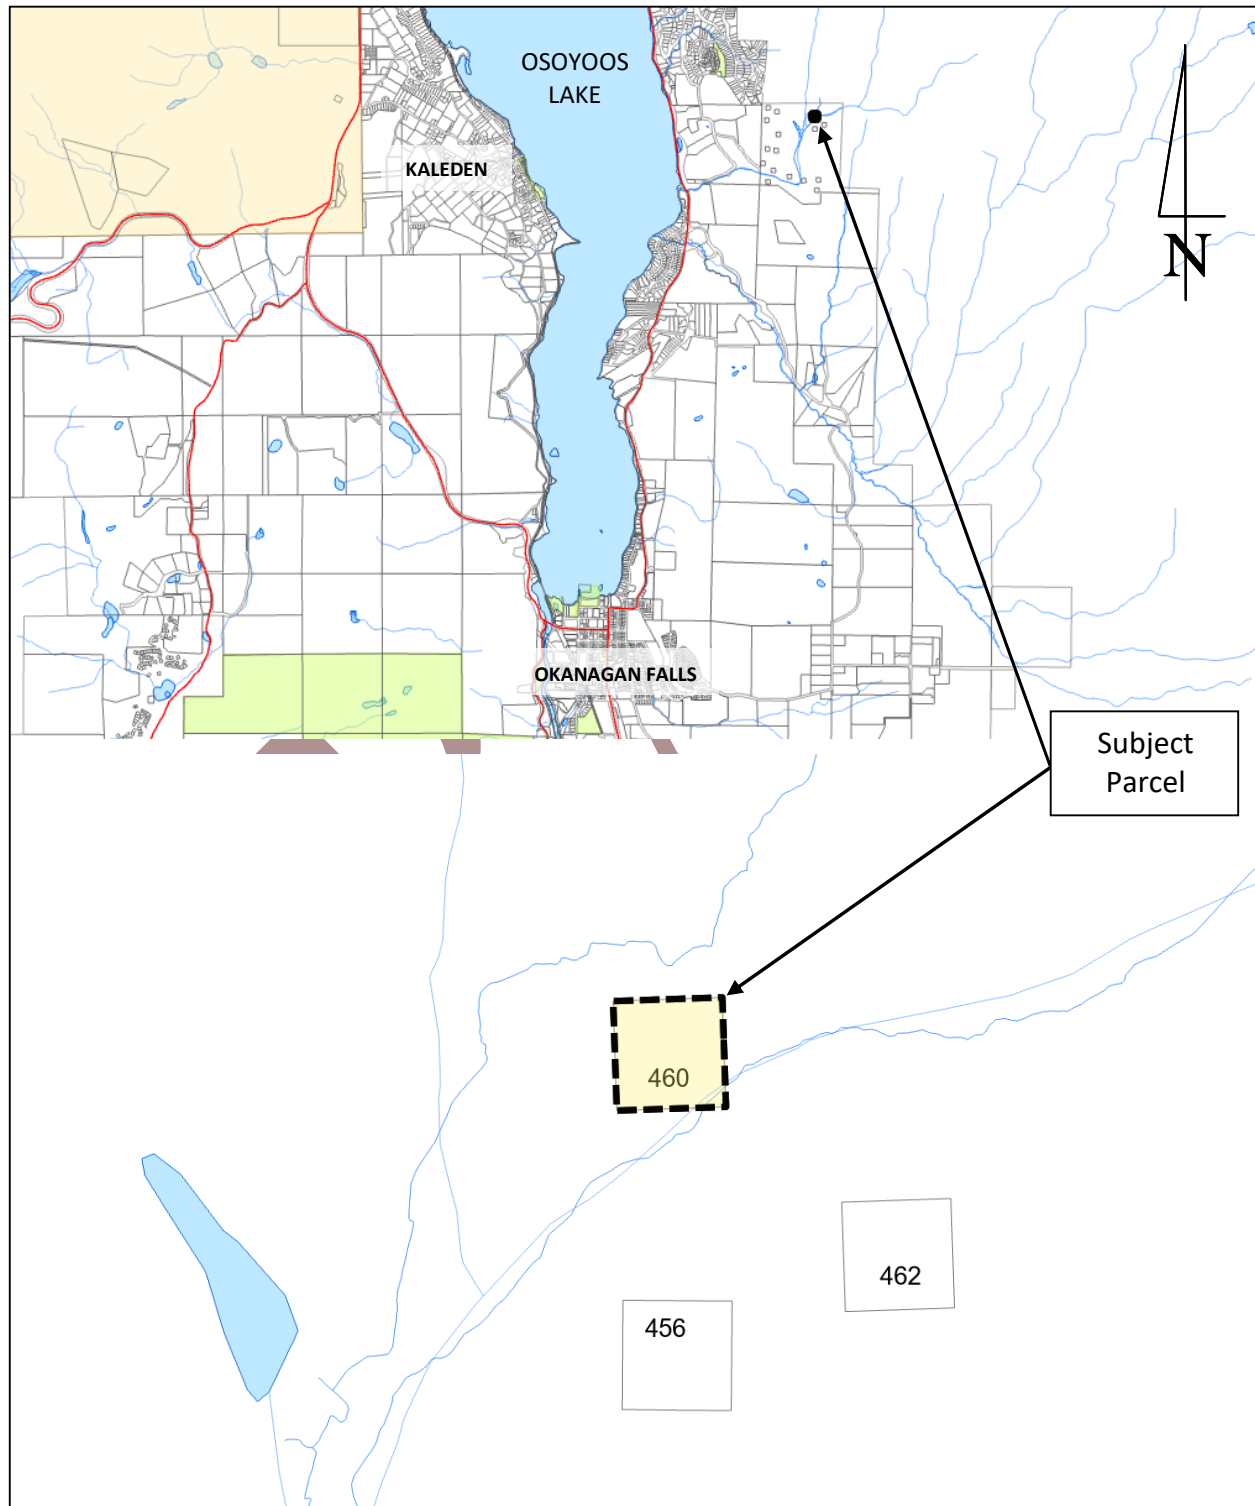 OSOYOOS
LAKE
KALEDEN
N
OKANAGAN FALLS
Subject
Parcel
460
462
456